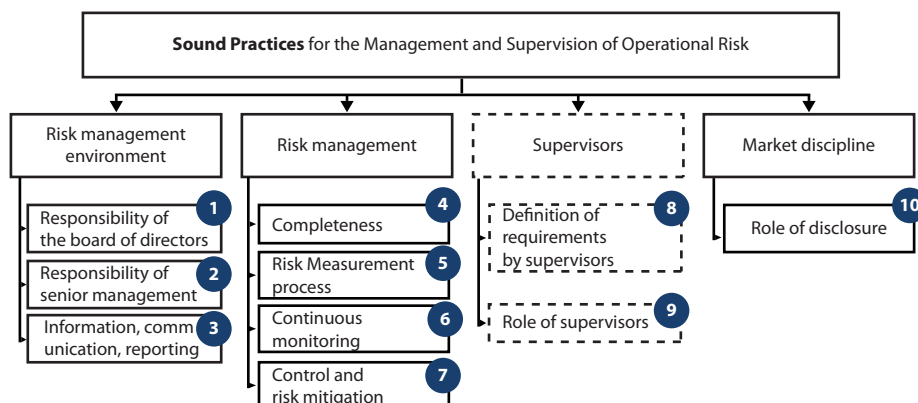 Sound Practices for the Management and Supervision of Operational Risk
Risk management
environment
1
Responsibility of
the board of directors
2
Responsibility of
senior management
3
Information, comm
unication, reporting
Risk management
4
Completeness
5
Risk Measurement
process
6
Continuous
monitoring
7
Control and
risk mitigation
Supervisors
8
Definition of
requirements
by supervisors
9
Role of supervisors
Market discipline
10
Role of disclosure